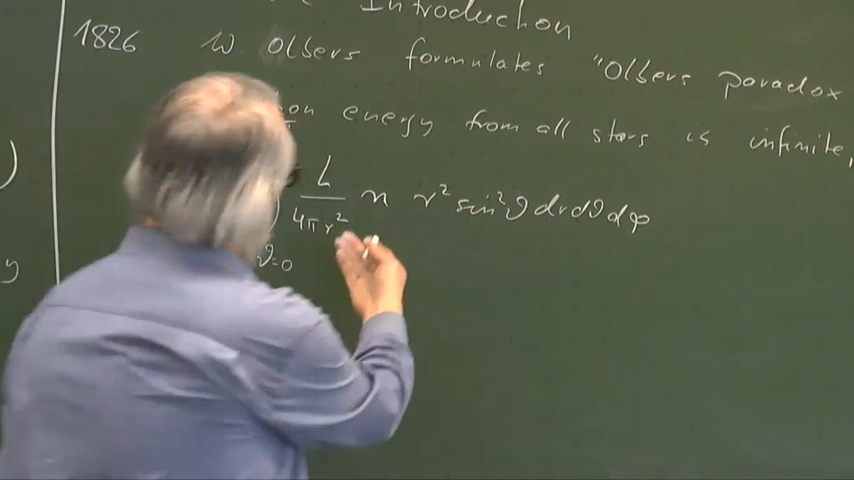 Introduction
1826 W. Olbers formulates "Olbers paradox
on energy from all stars is infinite,
) L / 4πr² n r² sin²ϑ dr dϑ dφ
ϑ=0
y